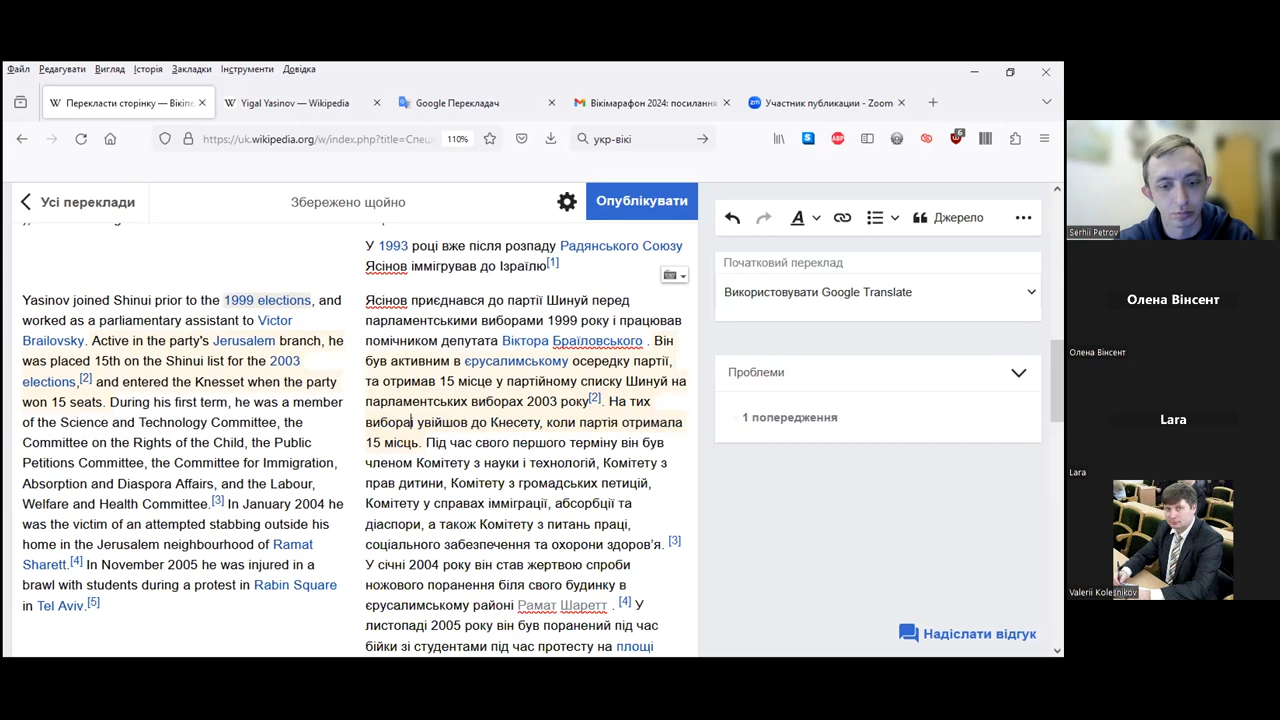 Файл Редагувати Вигляд Історія Закладки Інструменти Довідка
Перекласти сторінку — Вікіпе
Yigal Yasinov — Wikipedia
Google Перекладач
Вікімарафон 2024: посилання
Участник публикации - Zoom
https://uk.wikipedia.org/w/index.php?title=Спец
110%
укр-вікі
6
Усі переклади
Збережено щойно
Опублікувати
Джерело
У 1993 році вже після розпаду Радянського Союзу
Ясінов іммігрував до Ізраїлю[1]
Yasinov joined Shinui prior to the 1999 elections, and
worked as a parliamentary assistant to Victor
Brailovsky. Active in the party's Jerusalem branch, he
was placed 15th on the Shinui list for the 2003
elections,[2] and entered the Knesset when the party
won 15 seats. During his first term, he was a member
of the Science and Technology Committee, the
Committee on the Rights of the Child, the Public
Petitions Committee, the Committee for Immigration,
Absorption and Diaspora Affairs, and the Labour,
Welfare and Health Committee.[3] In January 2004 he
was the victim of an attempted stabbing outside his
home in the Jerusalem neighbourhood of Ramat
Sharett.[4] In November 2005 he was injured in a
brawl with students during a protest in Rabin Square
in Tel Aviv.[5]
Ясінов приєднався до партії Шинуй перед
парламентськими виборами 1999 року і працював
помічником депутата Віктора Браїловського . Він
був активним в єрусалимському осередку партії,
та отримав 15 місце у партійному списку Шинуй на
парламентських виборах 2003 року[2]. На тих
вибора увійшов до Кнесету, коли партія отримала
15 місць. Під час свого першого терміну він був
членом Комітету з науки і технологій, Комітету з
прав дитини, Комітету з громадських петицій,
Комітету у справах імміграції, абсорбції та
діаспори, а також Комітету з питань праці,
соціального забезпечення та охорони здоров'я. [3]
У січні 2004 року він став жертвою спроби
ножового поранення біля свого будинку в
єрусалимському районі Рамат Шаретт . [4] У
листопаді 2005 року він був поранений під час
бійки зі студентами під час протесту на площі
Початковий переклад
Використовувати Google Translate
Проблеми
1 попередження
Надіслати відгук
Serhii Petrov
Олена Вінсент
Олена Вінсент
Lara
Lara
Valerii Kolesnikov